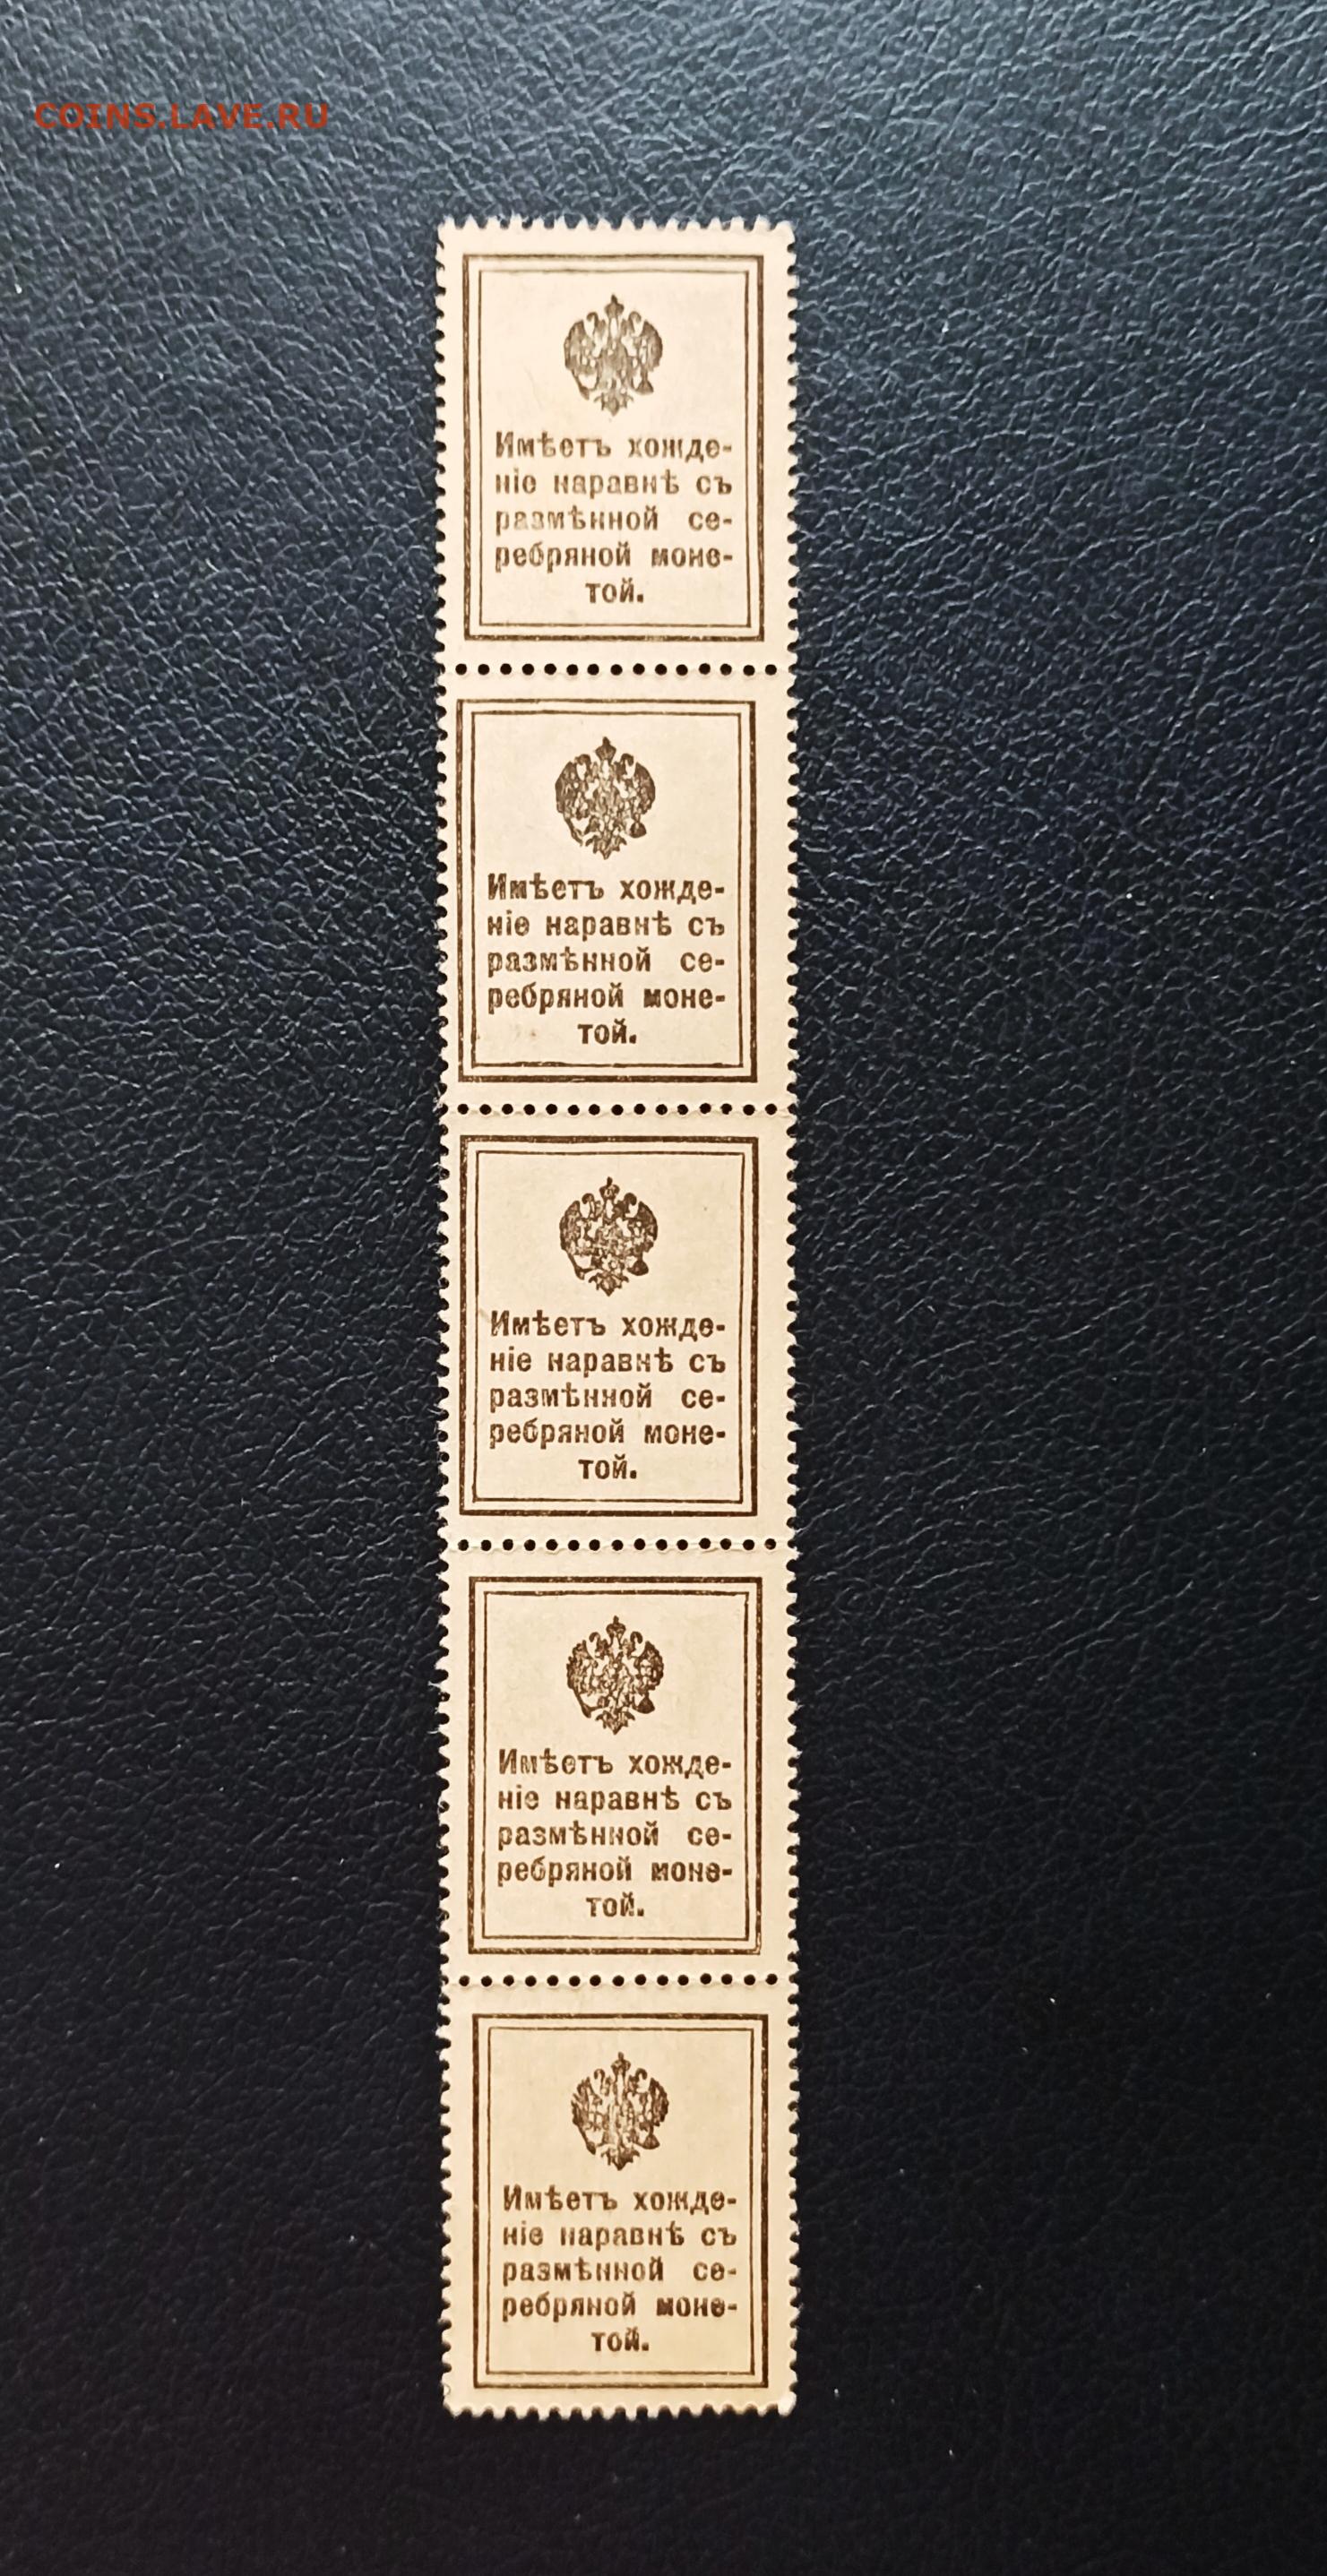 COINS.LAVE.RU
Имѣетъ хожде-
ніе наравнѣ съ
размѣнной се-
ребряной моне-
той.
Имѣетъ хожде-
ніе наравнѣ съ
размѣнной се-
ребряной моне-
той.
Имѣетъ хожде-
ніе наравнѣ съ
размѣнной се-
ребряной моне-
той.
Имѣетъ хожде-
ніе наравнѣ съ
размѣнной се-
ребряной моне-
той.
Имѣетъ хожде-
ніе наравнѣ съ
размѣнной се-
ребряной моне-
той.